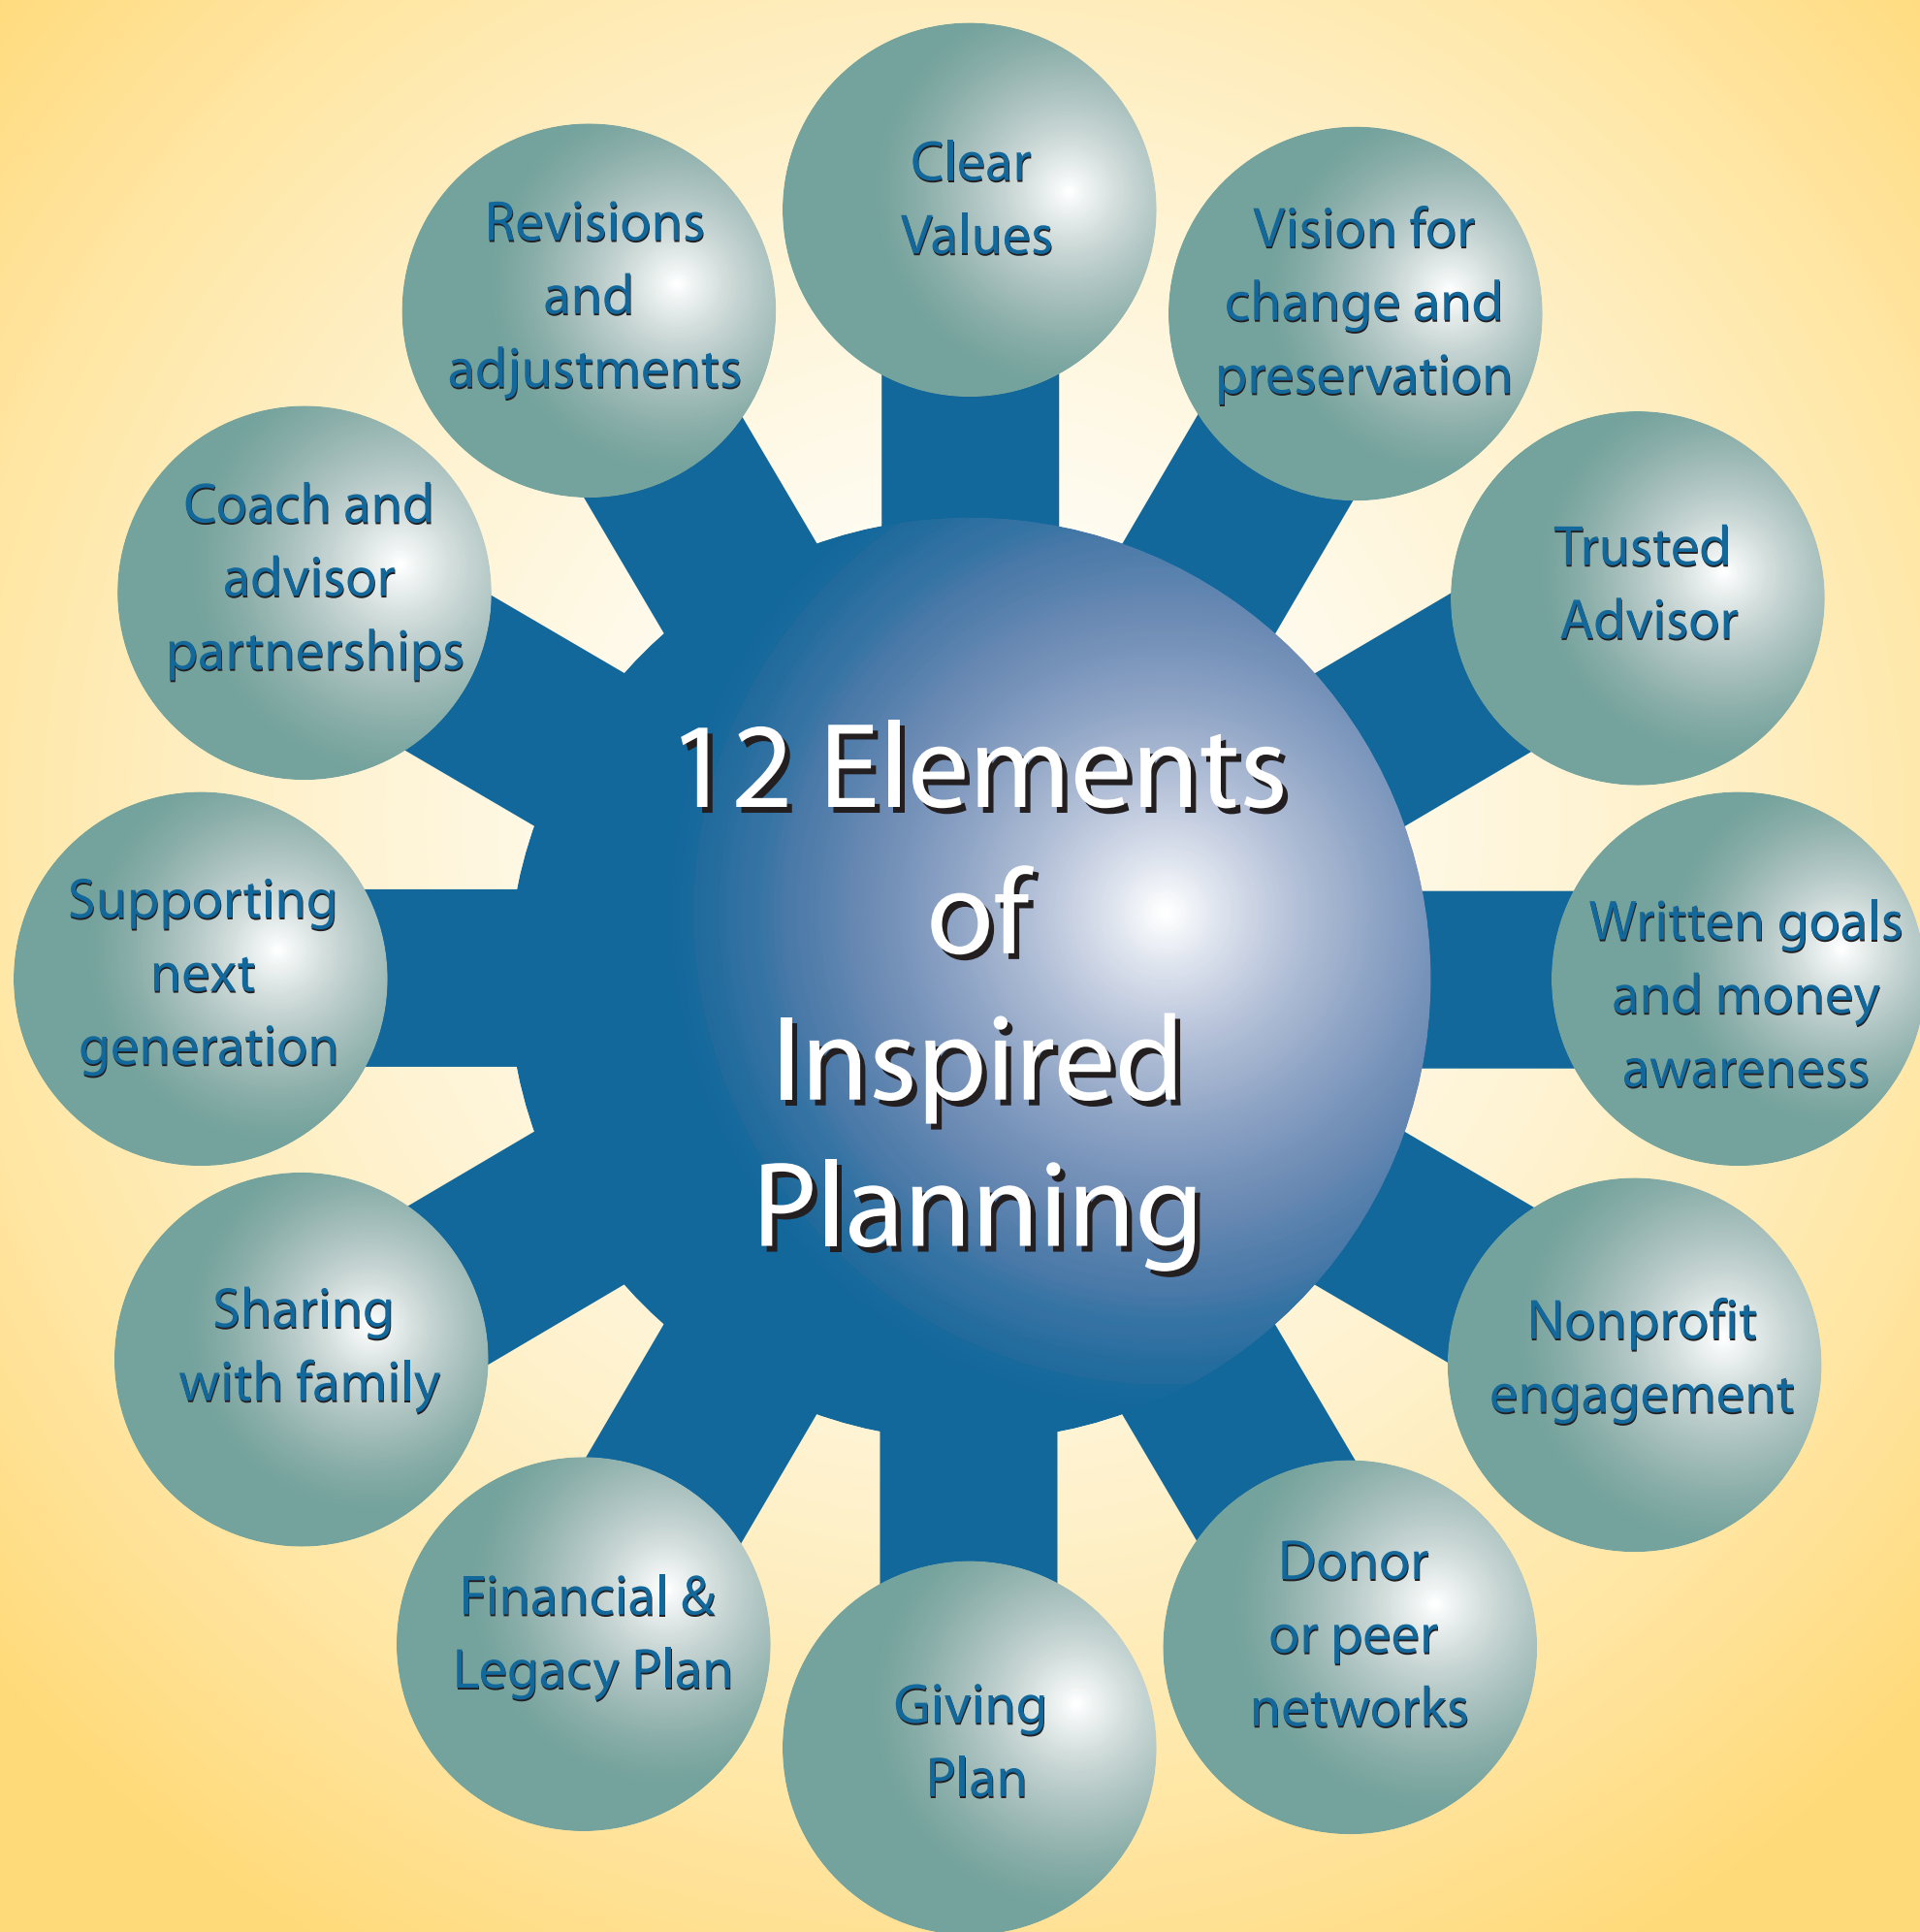 12 Elements
of
Inspired
Planning
Clear
Values
Vision for
change and
preservation
Trusted
Advisor
Written goals
and money
awareness
Nonprofit
engagement
Donor
or peer
networks
Giving
Plan
Financial &
Legacy Plan
Sharing
with family
Supporting
next
generation
Coach and
advisor
partnerships
Revisions
and
adjustments